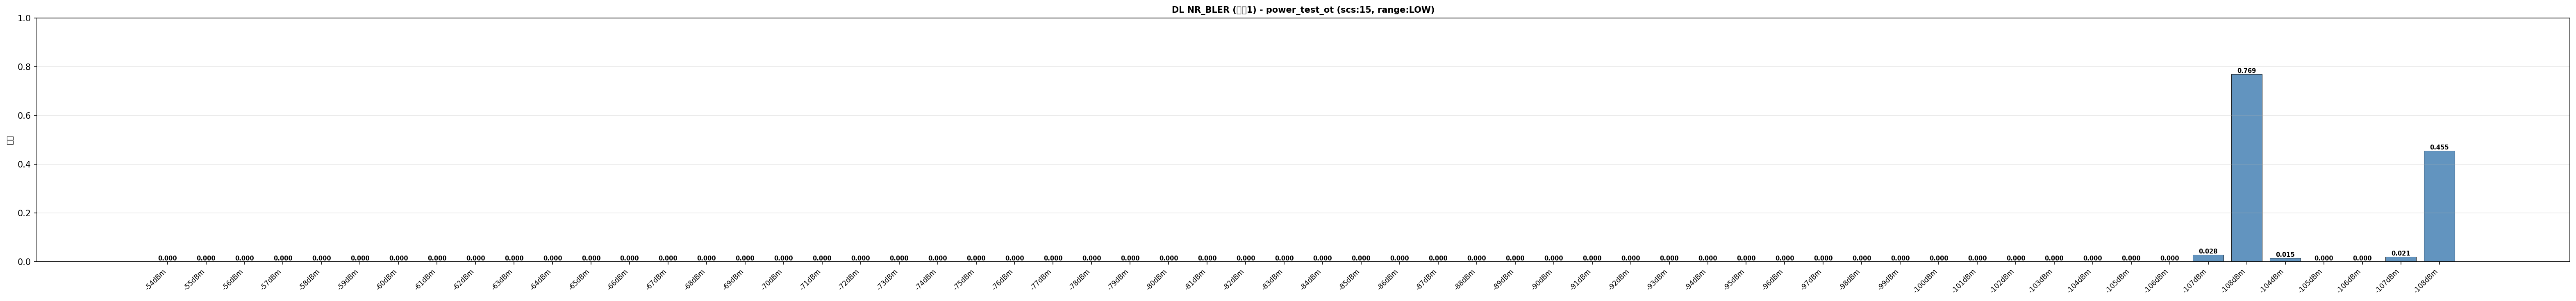 DL NR_BLER (1) - power_test_ot (scs:15, range:LOW)
1.0
0.8
0.6
0.4
0.2
0.0
0.000 0.000 0.000 0.000 0.000 0.000 0.000 0.000 0.000 0.000 0.000 0.000 0.000 0.000 0.000 0.000 0.000 0.000 0.000 0.000 0.000 0.000 0.000 0.000 0.000 0.000 0.000 0.000 0.000 0.000 0.000 0.000 0.000 0.000 0.000 0.000 0.000 0.000 0.000 0.000 0.000 0.000 0.000 0.000 0.000 0.000 0.000 0.000 0.000 0.000 0.000 0.000 0.000 0.028 0.769 0.015 0.000 0.000 0.021 0.455
-54dBm -55dBm -56dBm -57dBm -58dBm -59dBm -60dBm -61dBm -62dBm -63dBm -64dBm -65dBm -66dBm -67dBm -68dBm -69dBm -70dBm -71dBm -72dBm -73dBm -74dBm -75dBm -76dBm -77dBm -78dBm -79dBm -80dBm -81dBm -82dBm -83dBm -84dBm -85dBm -86dBm -87dBm -88dBm -89dBm -90dBm -91dBm -92dBm -93dBm -94dBm -95dBm -96dBm -97dBm -98dBm -99dBm -100dBm -101dBm -102dBm -103dBm -104dBm -105dBm -106dBm -107dBm -108dBm -104dBm -105dBm -106dBm -107dBm -108dBm